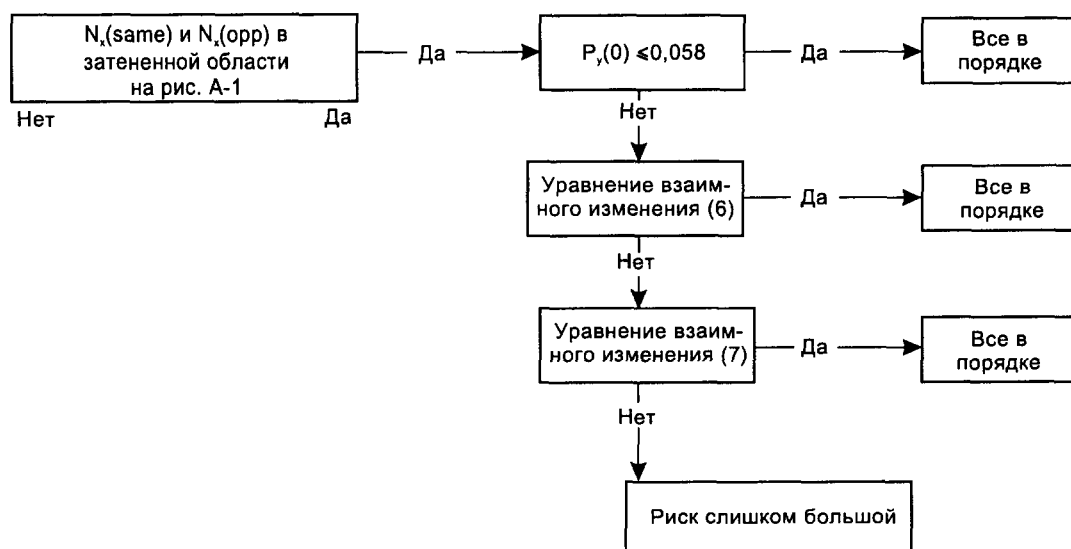 Nₓ(same) и Nₓ(opp) в
затененной области
на рис. А-1
Нет
Да
Да
Pᵧ(0) ⩽0,058
Да
Все в
порядке
Нет
Уравнение взаим-
ного изменения (6)
Да
Все в
порядке
Нет
Уравнение взаим-
ного изменения (7)
Да
Все в
порядке
Нет
Риск слишком большой